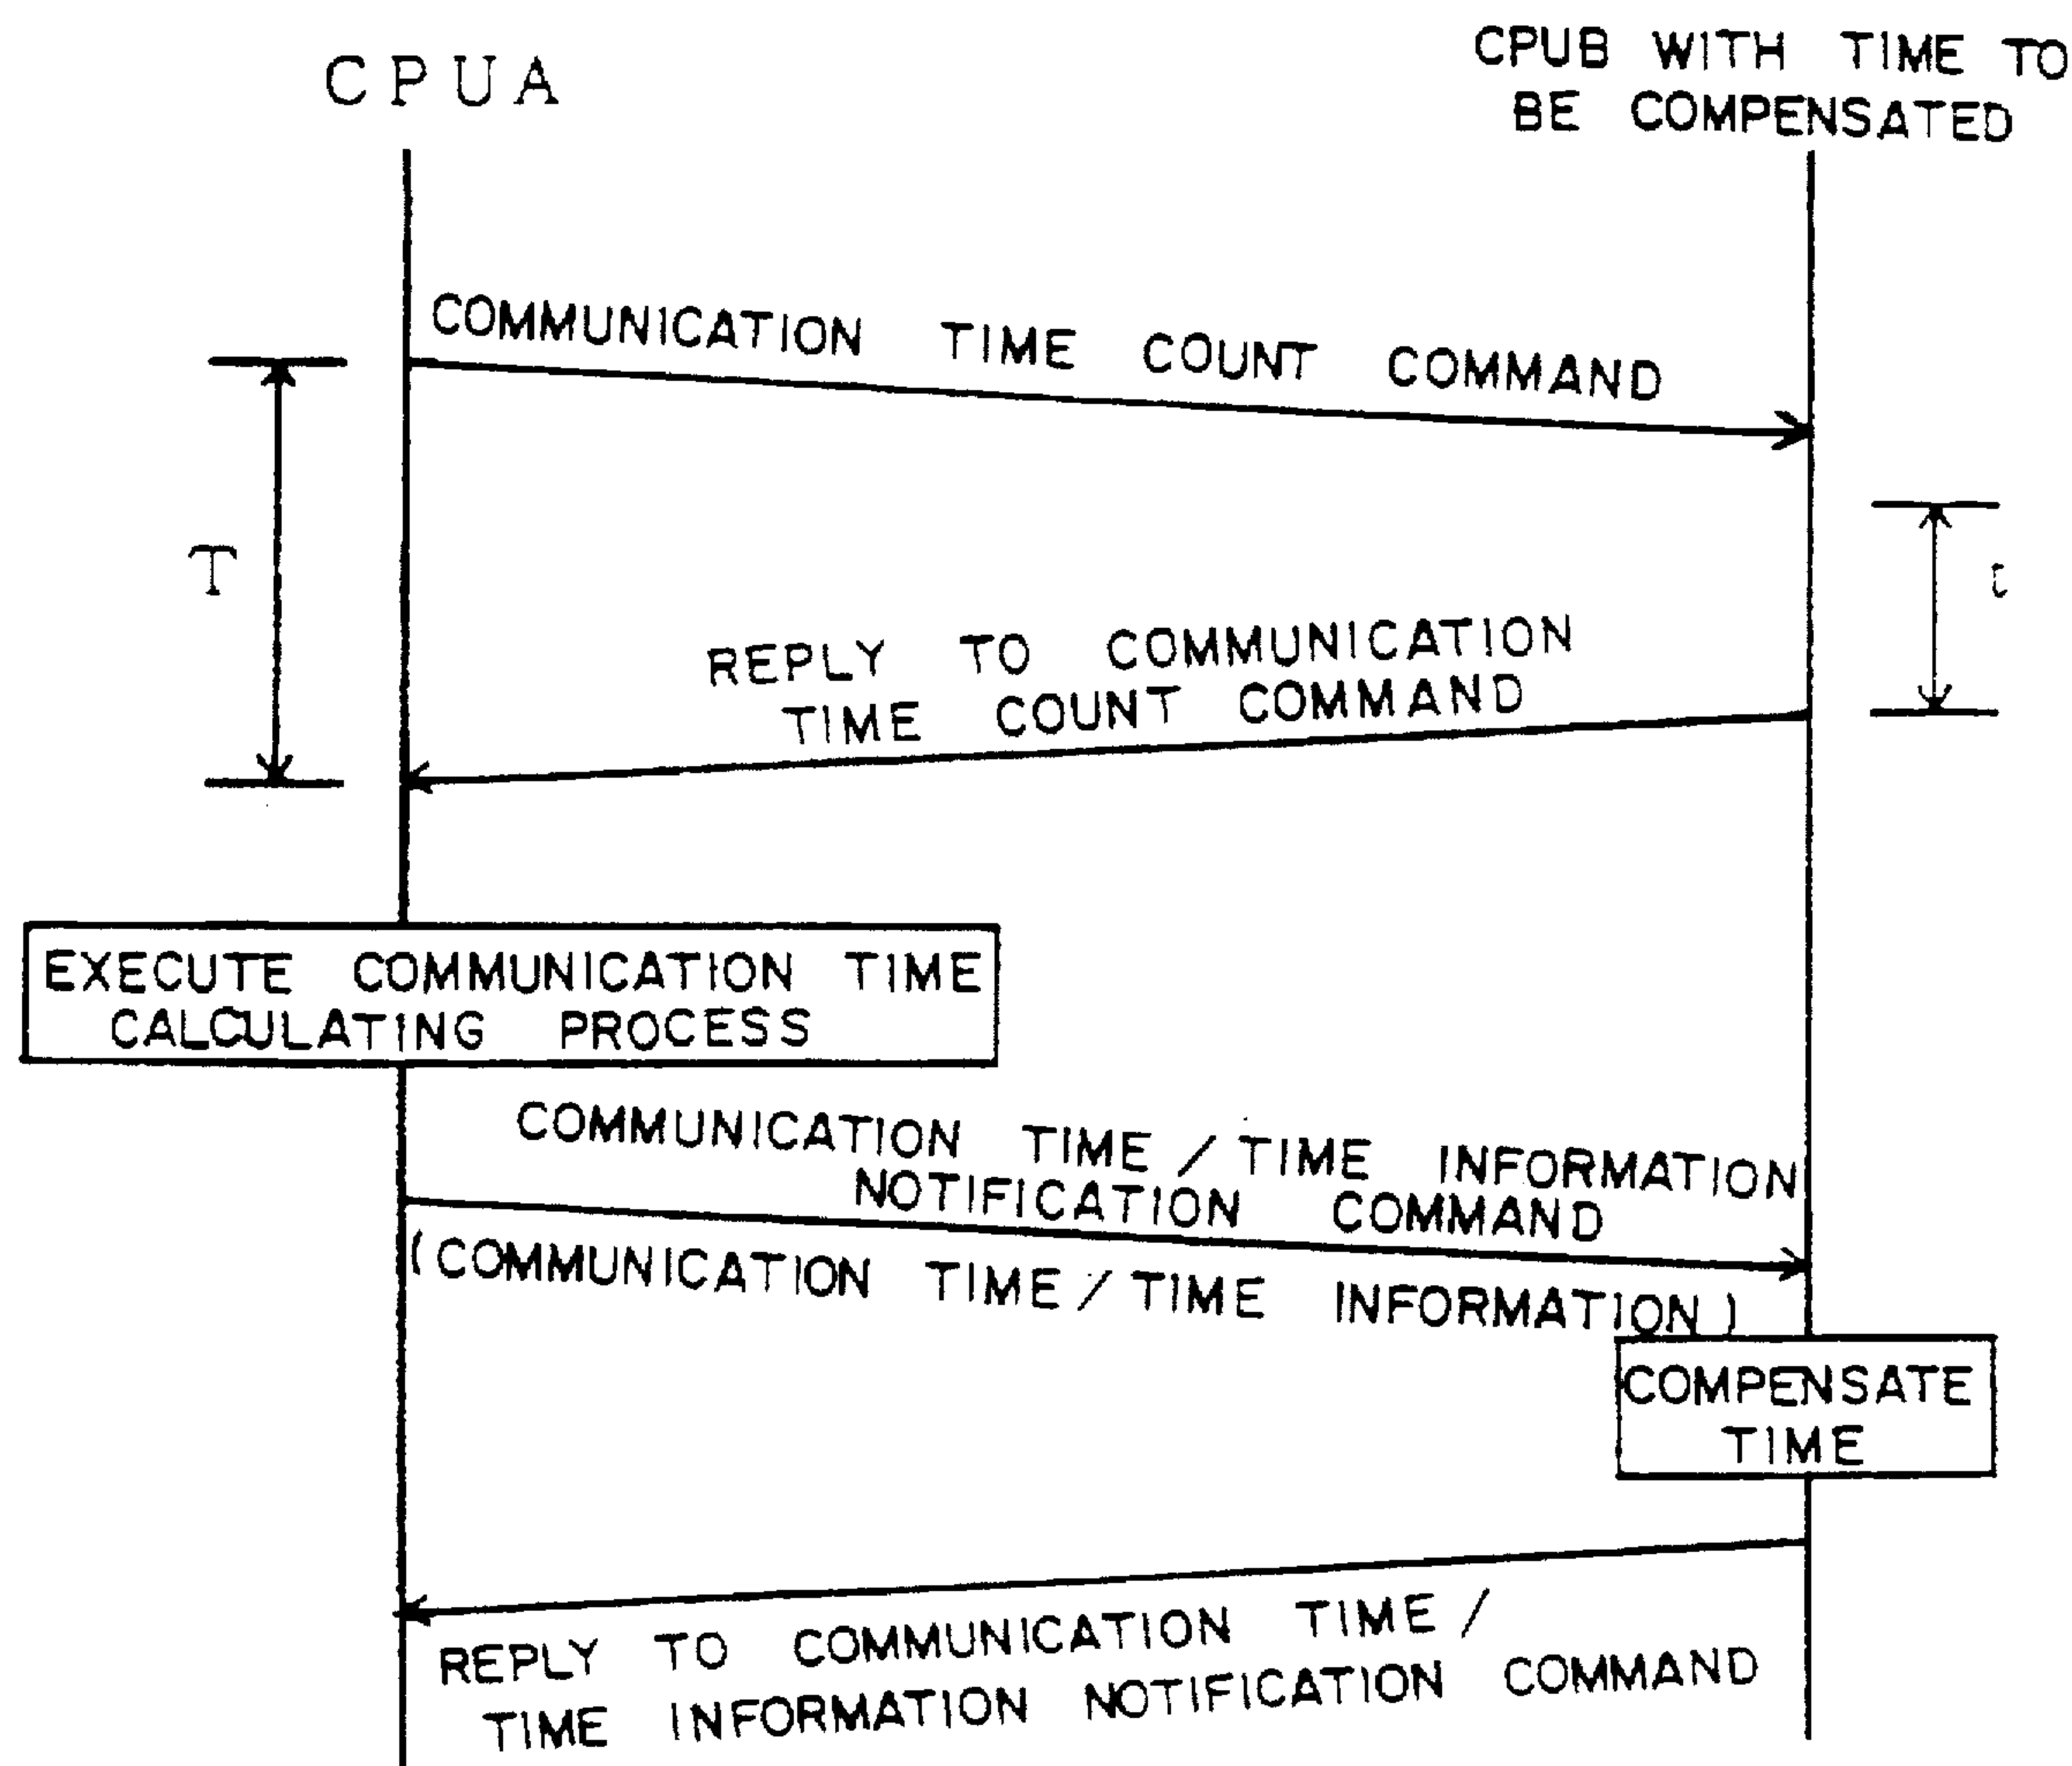 CPUA
CPUB WITH TIME TO
BE COMPENSATED
COMMUNICATION TIME COUNT COMMAND
T
t
REPLY TO COMMUNICATION
TIME COUNT COMMAND
EXECUTE COMMUNICATION TIME
CALCULATING PROCESS
COMMUNICATION TIME / TIME INFORMATION
NOTIFICATION COMMAND
(COMMUNICATION TIME / TIME INFORMATION)
COMPENSATE
TIME
REPLY TO COMMUNICATION TIME /
TIME INFORMATION NOTIFICATION COMMAND